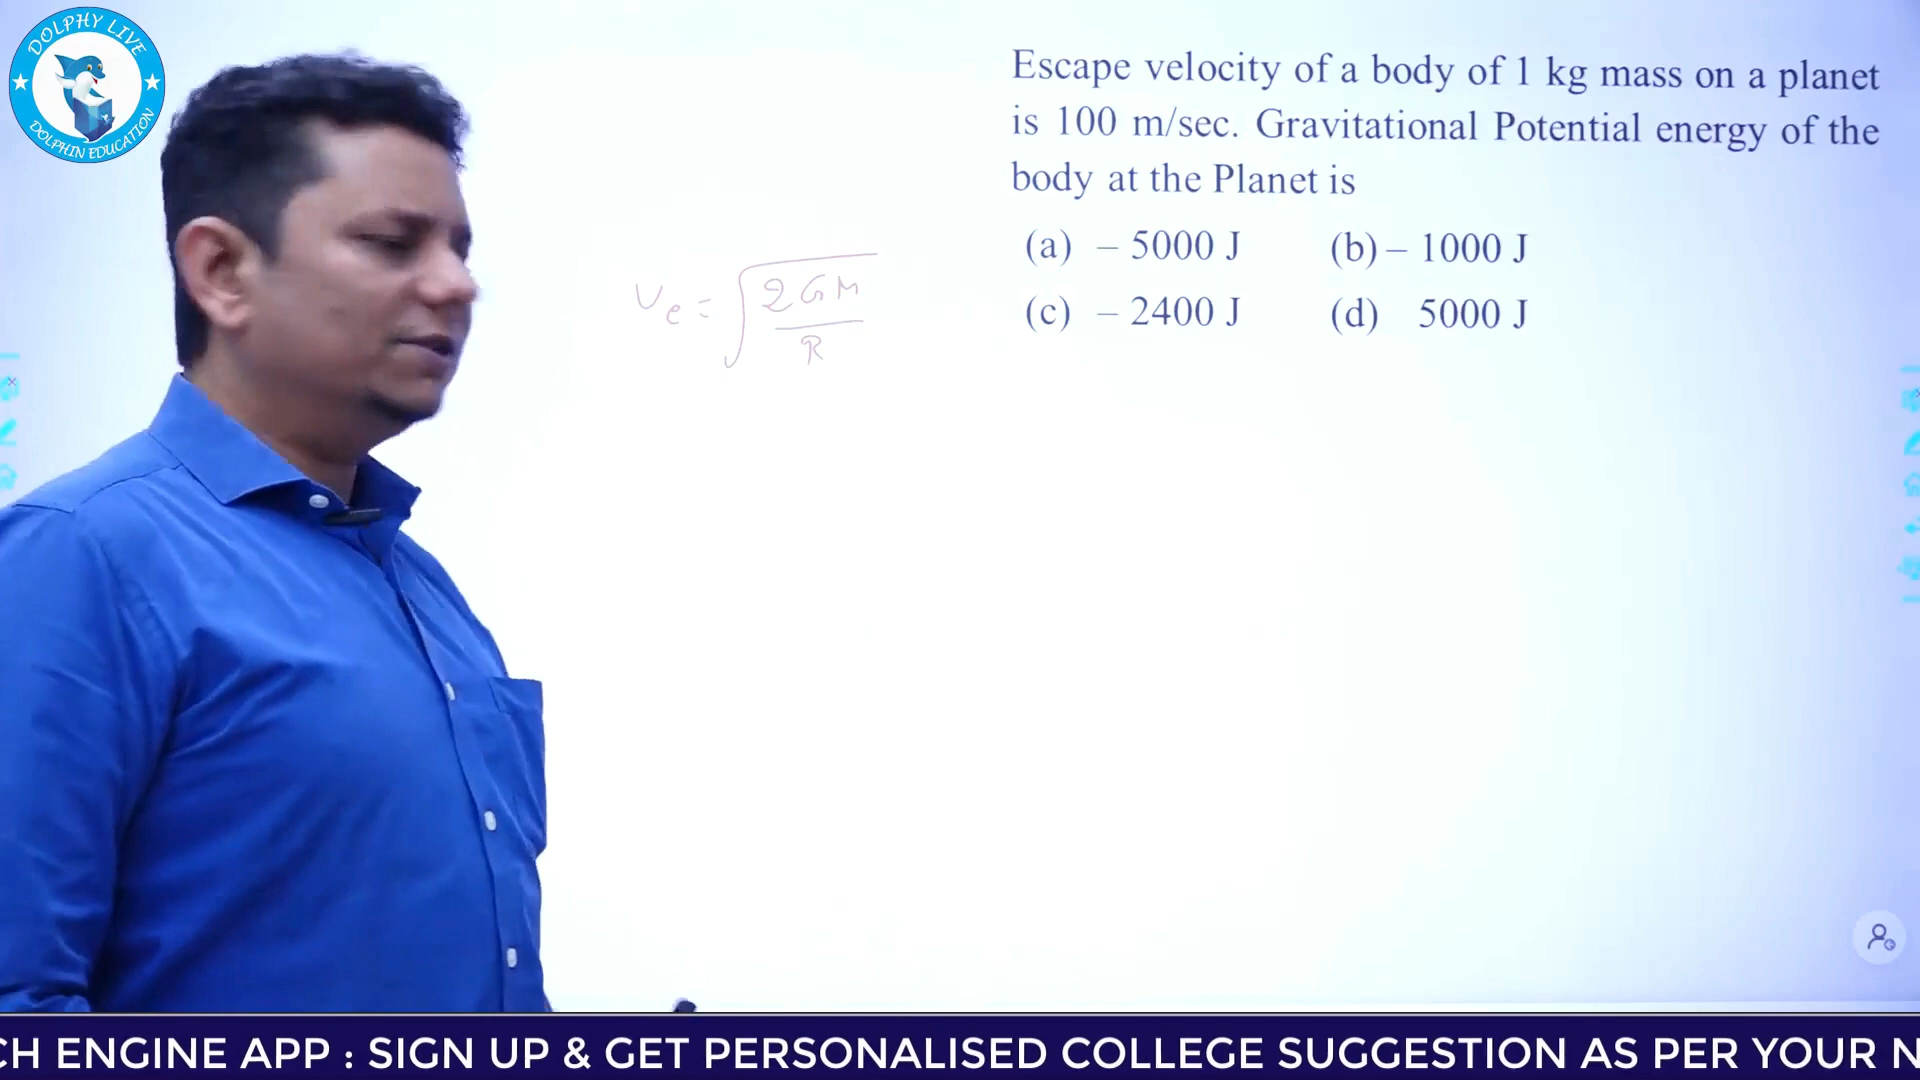 DOLPHY LIVE
DOLPHIN EDUCATION
Escape velocity of a body of 1 kg mass on a planet
is 100 m/sec. Gravitational Potential energy of the
body at the Planet is
(a) – 5000 J (b) – 1000 J
(c) – 2400 J (d) 5000 J
Ve = √2GM/R
CH ENGINE APP : SIGN UP & GET PERSONALISED COLLEGE SUGGESTION AS PER YOUR N